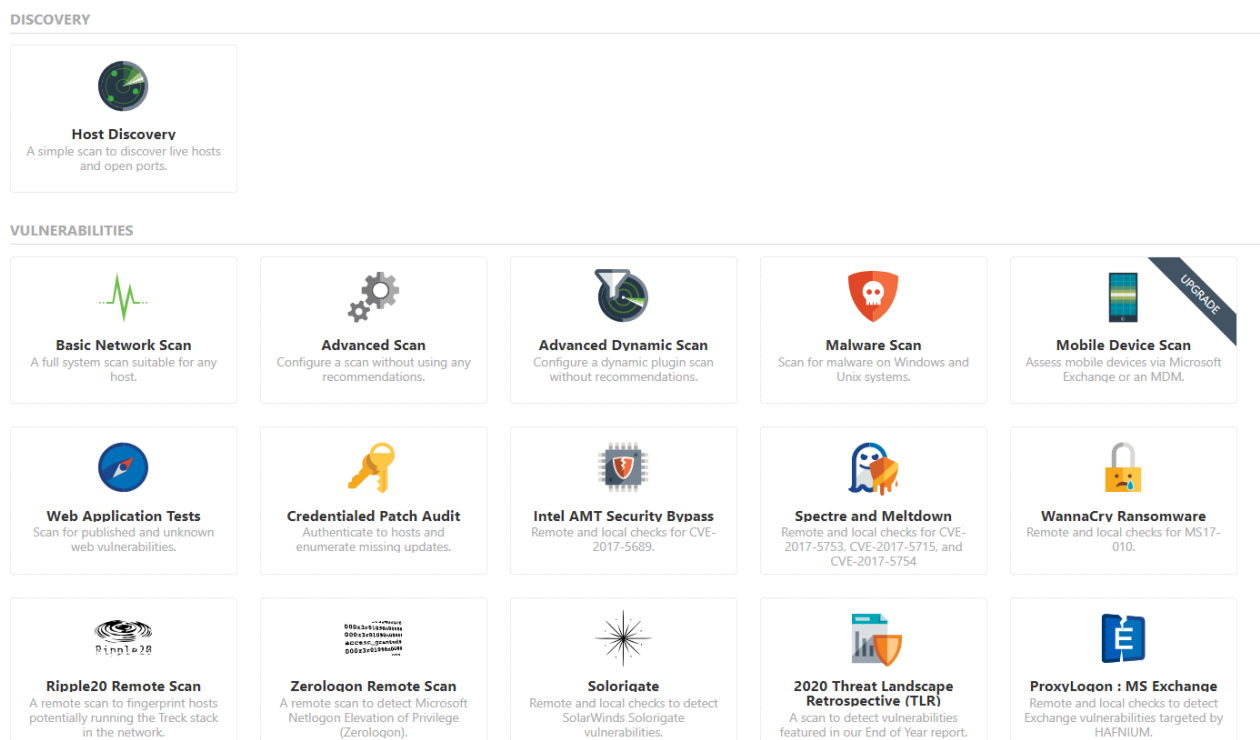 DISCOVERY
Host Discovery
A simple scan to discover live hosts
and open ports.
VULNERABILITIES
Basic Network Scan
A full system scan suitable for any
host.
Advanced Scan
Configure a scan without using any
recommendations.
Advanced Dynamic Scan
Configure a dynamic plugin scan
without recommendations.
Malware Scan
Scan for malware on Windows and
Unix systems.
UPGRADE
Mobile Device Scan
Assess mobile devices via Microsoft
Exchange or an MDM.
Web Application Tests
Scan for published and unknown
web vulnerabilities.
Credentialed Patch Audit
Authenticate to hosts and
enumerate missing updates.
Intel AMT Security Bypass
Remote and local checks for CVE-
2017-5689.
Spectre and Meltdown
Remote and local checks for CVE-
2017-5753, CVE-2017-5715, and
CVE-2017-5754
WannaCry Ransomware
Remote and local checks for MS17-
010.
Ripple20
Ripple20 Remote Scan
A remote scan to fingerprint hosts
potentially running the Treck stack
in the network.
Zerologon Remote Scan
A remote scan to detect Microsoft
Netlogon Elevation of Privilege
(Zerologon).
Solorigate
Remote and local checks to detect
SolarWinds Solorigate
vulnerabilities.
2020 Threat Landscape
Retrospective (TLR)
A scan to detect vulnerabilities
featured in our End of Year report.
E
ProxyLogon : MS Exchange
Remote and local checks to detect
Exchange vulnerabilities targeted by
HAFNIUM.